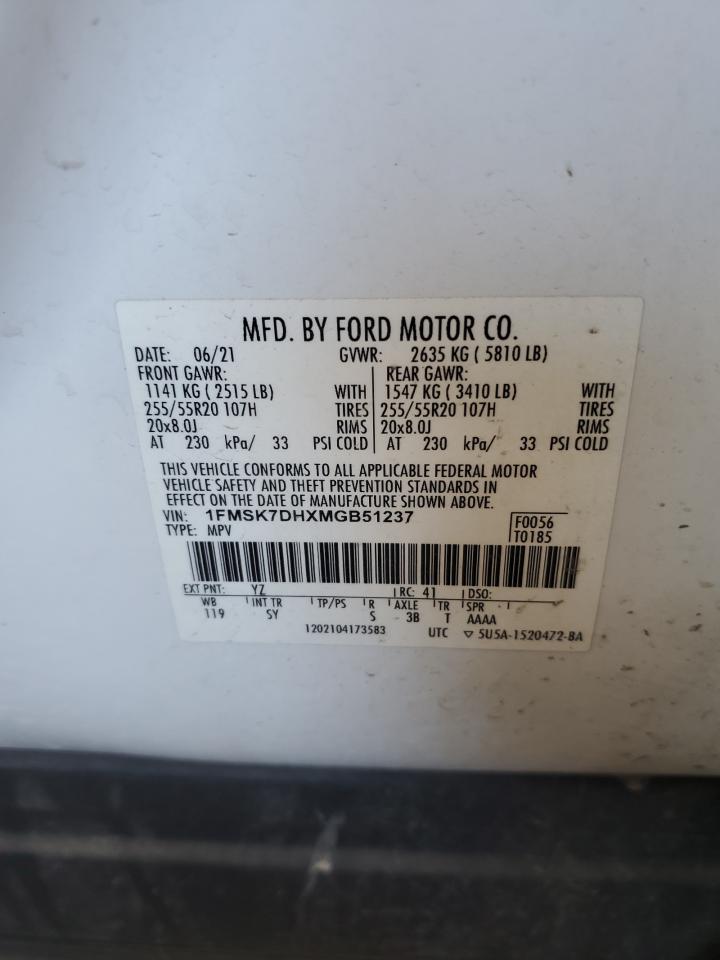 MFD. BY FORD MOTOR CO.
DATE: 06/21 GVWR: 2635 KG ( 5810 LB)
FRONT GAWR: REAR GAWR:
1141 KG ( 2515 LB) WITH 1547 KG ( 3410 LB) WITH
255/55R20 107H TIRES 255/55R20 107H TIRES
20x8.0J RIMS 20x8.0J RIMS
AT 230 kPa/ 33 PSI COLD AT 230 kPa/ 33 PSI COLD
THIS VEHICLE CONFORMS TO ALL APPLICABLE FEDERAL MOTOR
VEHICLE SAFETY AND THEFT PREVENTION STANDARDS IN
EFFECT ON THE DATE OF MANUFACTURE SHOWN ABOVE.
VIN: 1FMSK7DHXMGB51237 F0056
TYPE: MPV T0185
EXT PNT: YZ RC: 41 DSO:
WB INT TR TP/PS R AXLE TR SPR
119 SY S 3B T AAAA
1202104173583 UTC ▽ 5U5A-1520472-BA